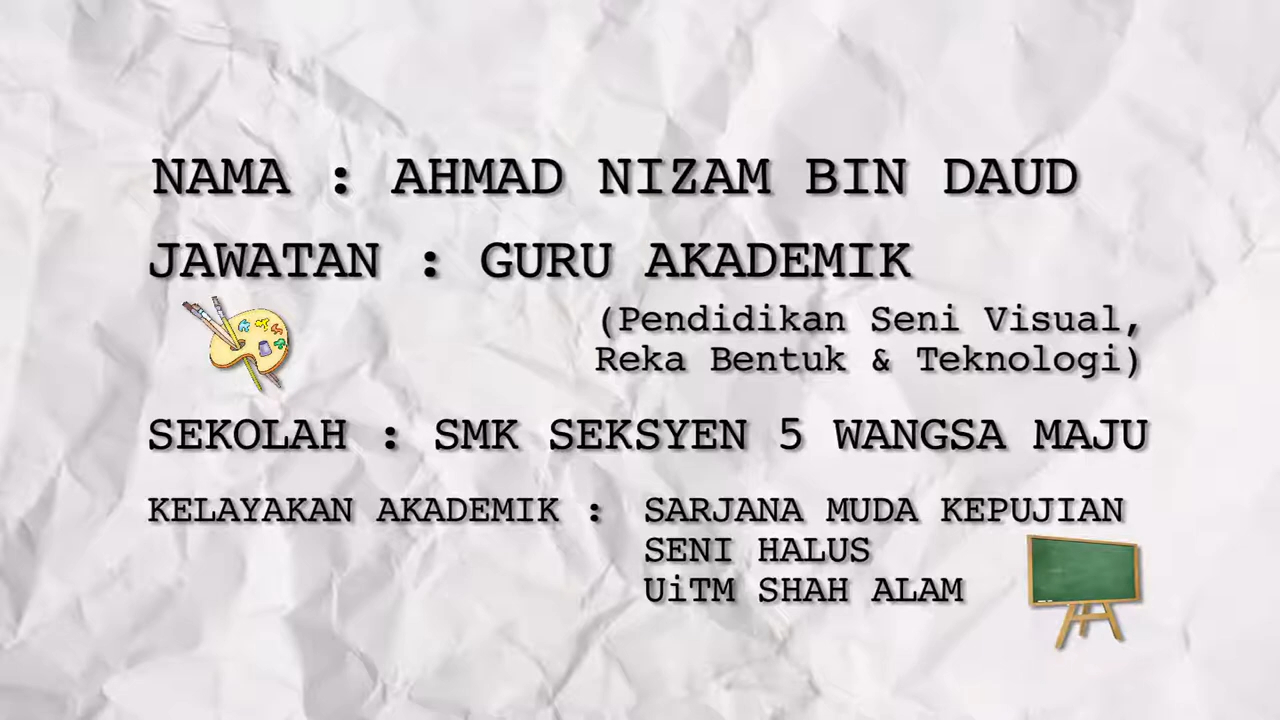 NAMA : AHMAD NIZAM BIN DAUD
JAWATAN : GURU AKADEMIK
(Pendidikan Seni Visual,
Reka Bentuk & Teknologi)
SEKOLAH : SMK SEKSYEN 5 WANGSA MAJU
KELAYAKAN AKADEMIK : SARJANA MUDA KEPUJIAN
SENI HALUS
UiTM SHAH ALAM